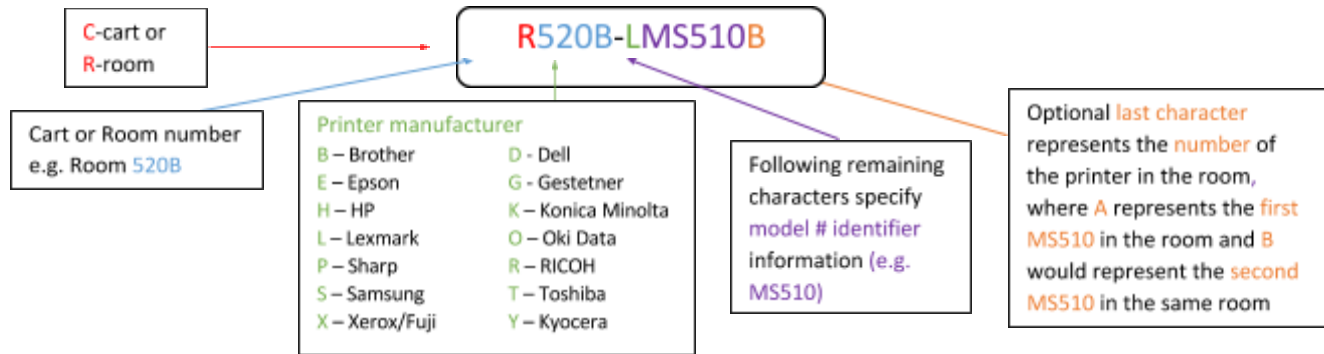 R520B-LMS510B
C-cart or
R-room
Cart or Room number
e.g. Room 520B
Printer manufacturer
B – Brother
D - Dell
E – Epson
G - Gestetner
H – HP
K – Konica Minolta
L – Lexmark
O – Oki Data
P – Sharp
R – RICOH
S – Samsung
T – Toshiba
X – Xerox/Fuji
Y – Kyocera
Following remaining
characters specify
model # identifier
information (e.g.
MS510)
Optional last character
represents the number of
the printer in the room,
where A represents the first
MS510 in the room and B
would represent the second
MS510 in the same room